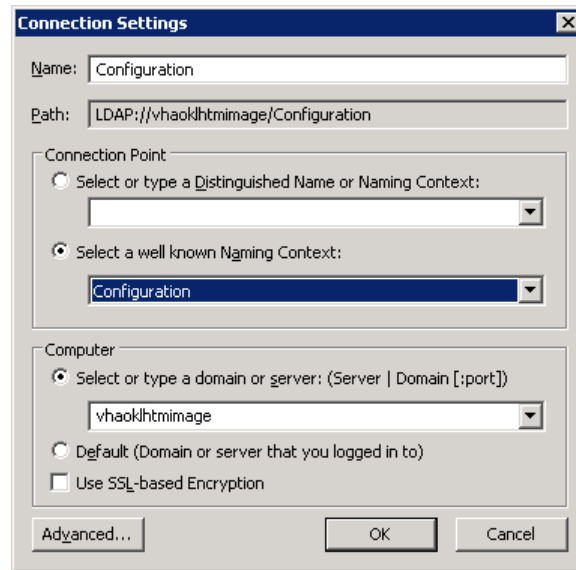 Connection Settings
Name: Configuration
Path: LDAP://vhaoklhtmimage/Configuration
Connection Point
Select or type a Distinguished Name or Naming Context:
Select a well known Naming Context:
Configuration
Computer
Select or type a domain or server: (Server | Domain [:port])
vhaoklhtmimage
Default (Domain or server that you logged in to)
Use SSL-based Encryption
Advanced... OK Cancel